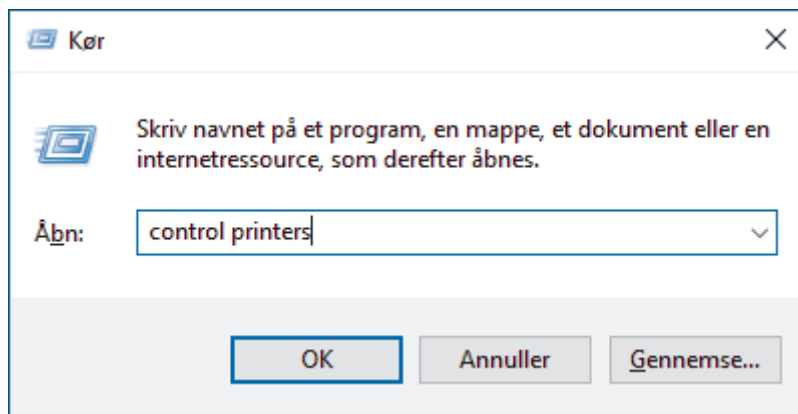 Kør
Skriv navnet på et program, en mappe, et dokument eller en
internetressource, som derefter åbnes.
Åbn: control printers
OK Annuller Gennemse...